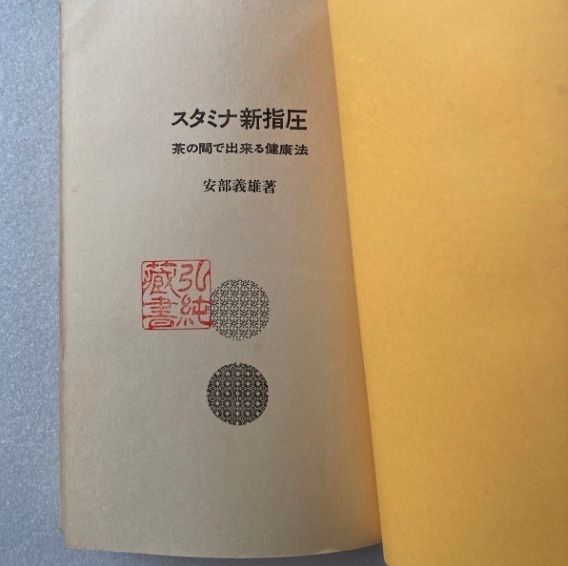 スタミナ新指圧
茶の間で出来る健康法
安部義雄著
弘純
蔵書